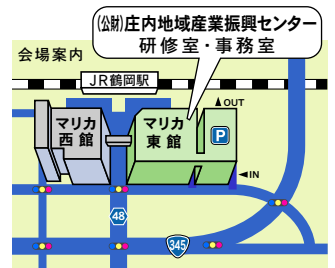 (公財)庄内地域産業振興センター
研修室・事務室
会場案内
JR鶴岡駅
マリカ
西館
マリカ
東館
▲OUT
P
◀IN
48
345